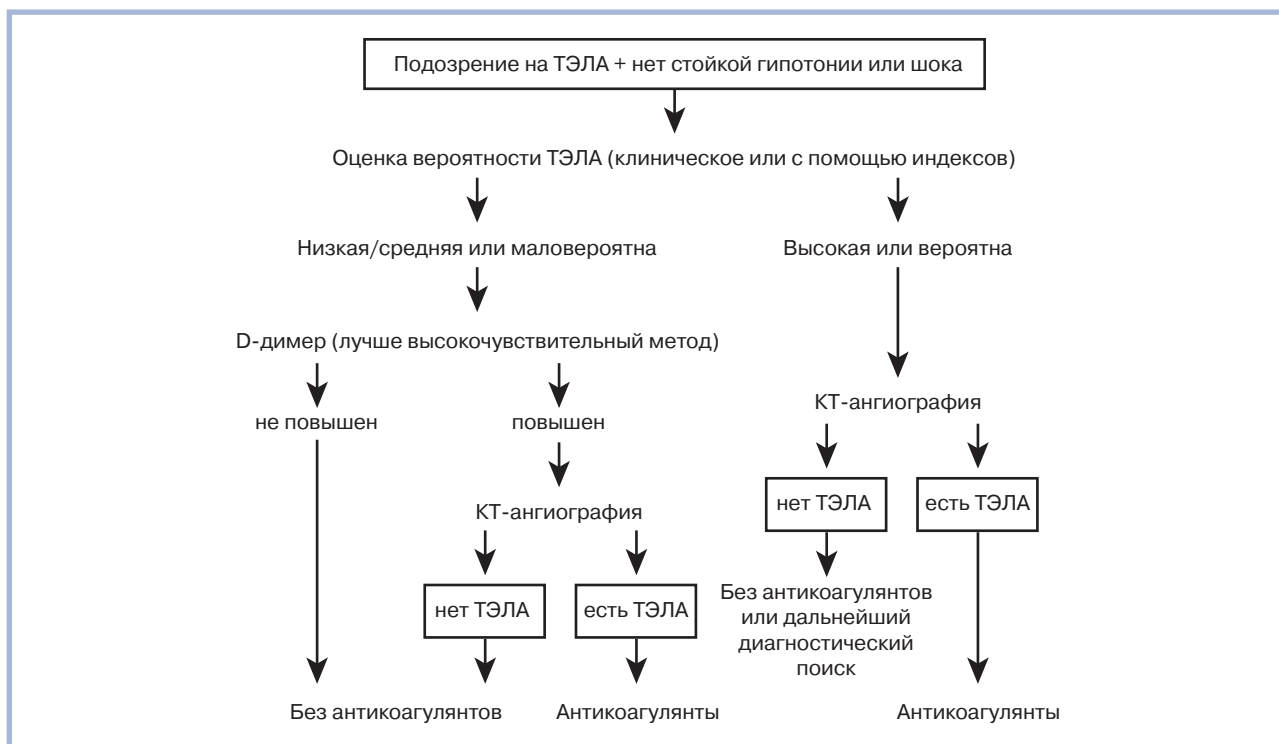 Подозрение на ТЭЛА + нет стойкой гипотонии или шока
Оценка вероятности ТЭЛА (клиническое или с помощью индексов)
Низкая/средняя или маловероятна
Высокая или вероятна
D-димер (лучше высокочувствительный метод)
КТ-ангиография
не повышен
повышен
нет ТЭЛА
есть ТЭЛА
КТ-ангиография
нет ТЭЛА
есть ТЭЛА
Без антикоагулянтов
или дальнейший
диагностический
поиск
Без антикоагулянтов
Антикоагулянты
Антикоагулянты